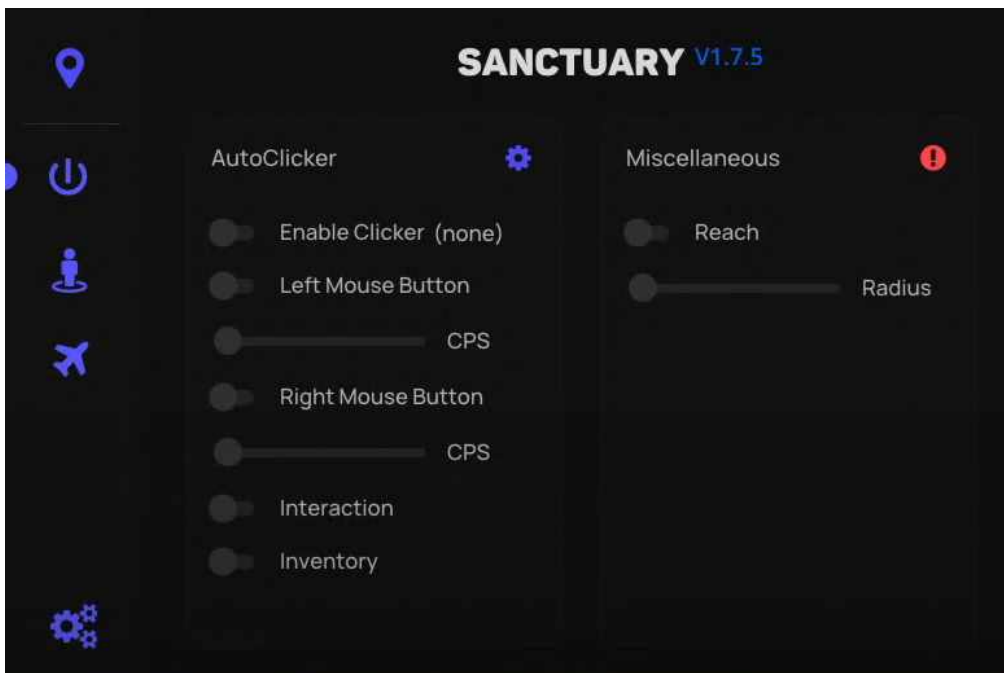 SANCTUARY V1.7.5
AutoClicker
Enable Clicker (none)
Left Mouse Button
CPS
Right Mouse Button
CPS
Interaction
Inventory
Miscellaneous
Reach
Radius